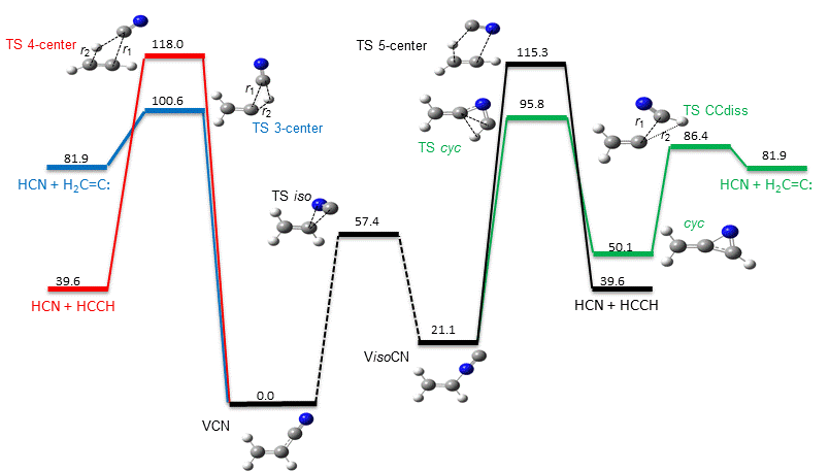 TS 4-center
r2
r1
118.0
100.6
r1
r2
TS 3-center
81.9
HCN + H2C=C:
39.6
HCN + HCCH
0.0
VCN
TS iso
57.4
21.1
VisoCN
TS 5-center
115.3
95.8
TS cyc
TS CCdiss
r1
r2
86.4
81.9
HCN + H2C=C:
50.1
cyc
39.6
HCN + HCCH